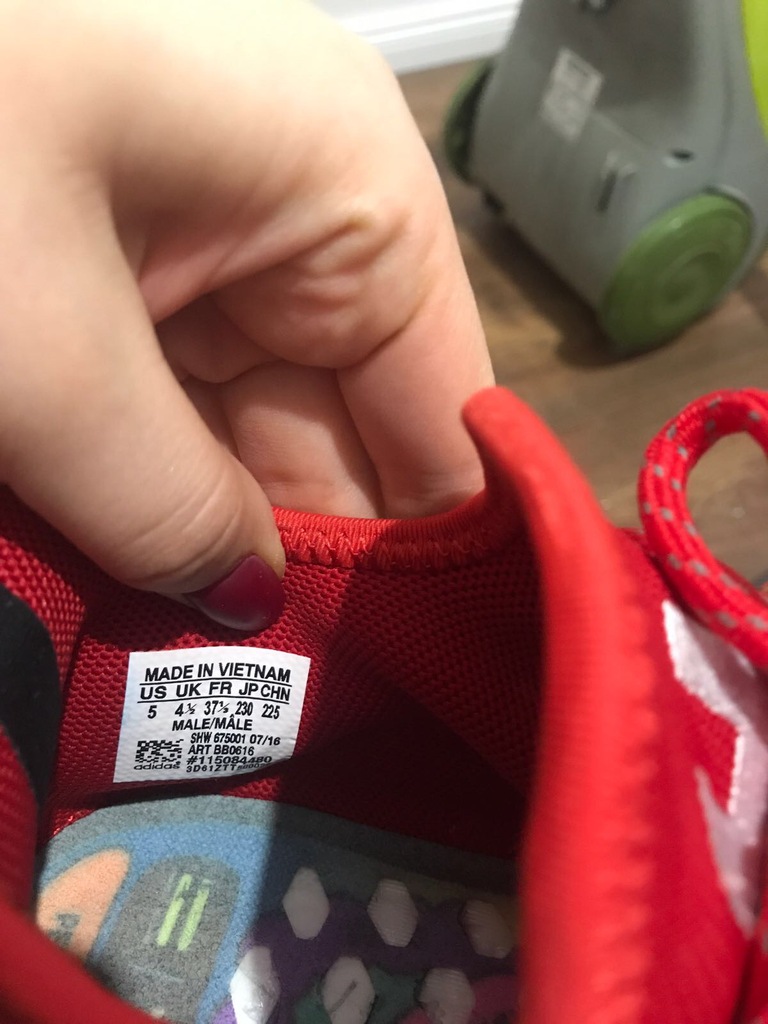 MADE IN VIETNAM
US UK FR JP CHN
5 4½ 37⅓ 230 225
MALE/MÂLE
SHW 675001 07/16
ART BB0616
#115084480
adidas 3D61ZTT